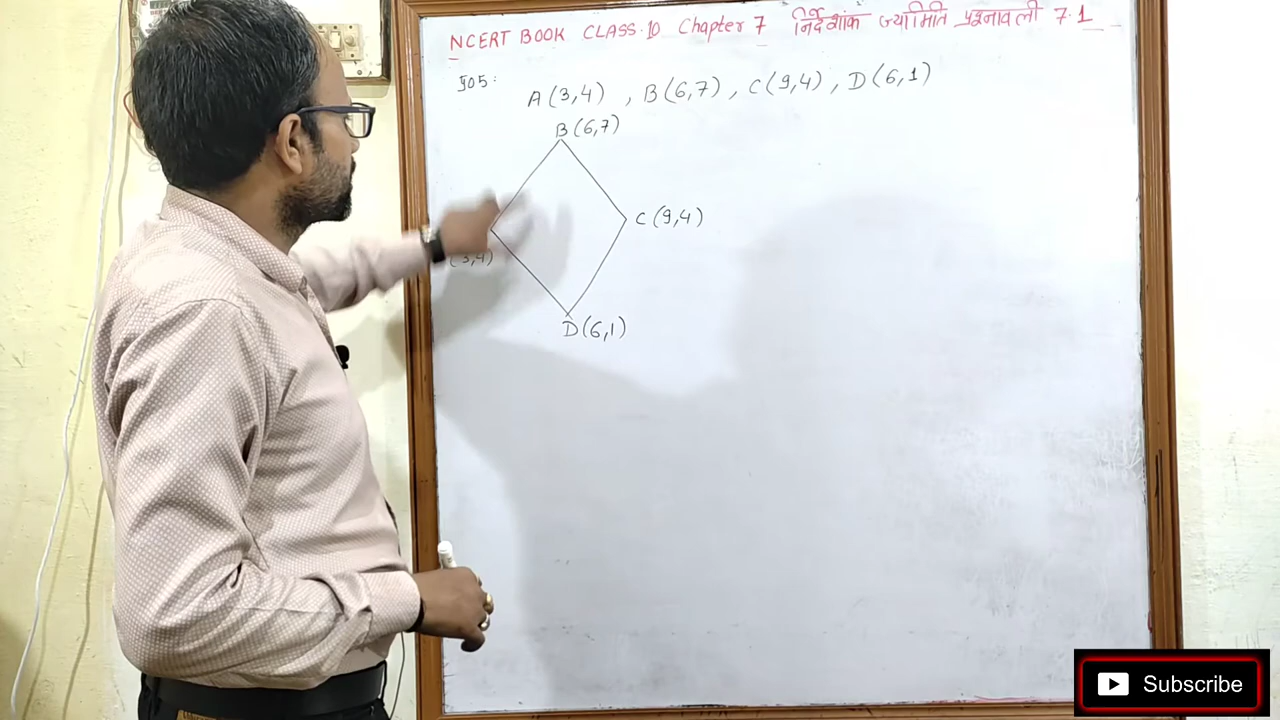 NCERT BOOK CLASS.10 Chapter 7 निर्देशांक ज्यामिति प्रश्नावली 7.1
प्र05:
A(3,4) , B(6,7) , C(9,4) , D(6,1)
B(6,7)
C(9,4)
(3,4)
D(6,1)
Subscribe